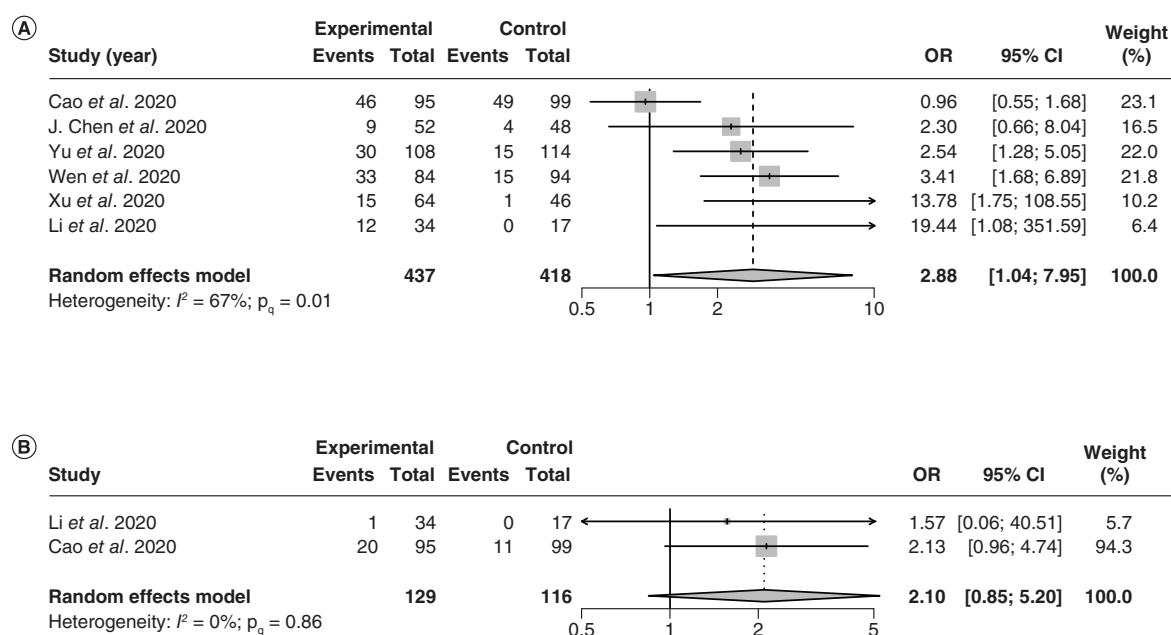 A
Experimental Control Weight
Study (year) Events Total Events Total OR 95% CI (%)
Cao et al. 2020 46 95 49 99 0.96 [0.55; 1.68] 23.1
J. Chen et al. 2020 9 52 4 48 2.30 [0.66; 8.04] 16.5
Yu et al. 2020 30 108 15 114 2.54 [1.28; 5.05] 22.0
Wen et al. 2020 33 84 15 94 3.41 [1.68; 6.89] 21.8
Xu et al. 2020 15 64 1 46 13.78 [1.75; 108.55] 10.2
Li et al. 2020 12 34 0 17 19.44 [1.08; 351.59] 6.4
Random effects model 437 418 2.88 [1.04; 7.95] 100.0
Heterogeneity: I² = 67%; pq = 0.01
0.5 1 2 10
B
Experimental Control Weight
Study Events Total Events Total OR 95% CI (%)
Li et al. 2020 1 34 0 17 1.57 [0.06; 40.51] 5.7
Cao et al. 2020 20 95 11 99 2.13 [0.96; 4.74] 94.3
Random effects model 129 116 2.10 [0.85; 5.20] 100.0
Heterogeneity: I² = 0%; pq = 0.86
0.5 1 2 5